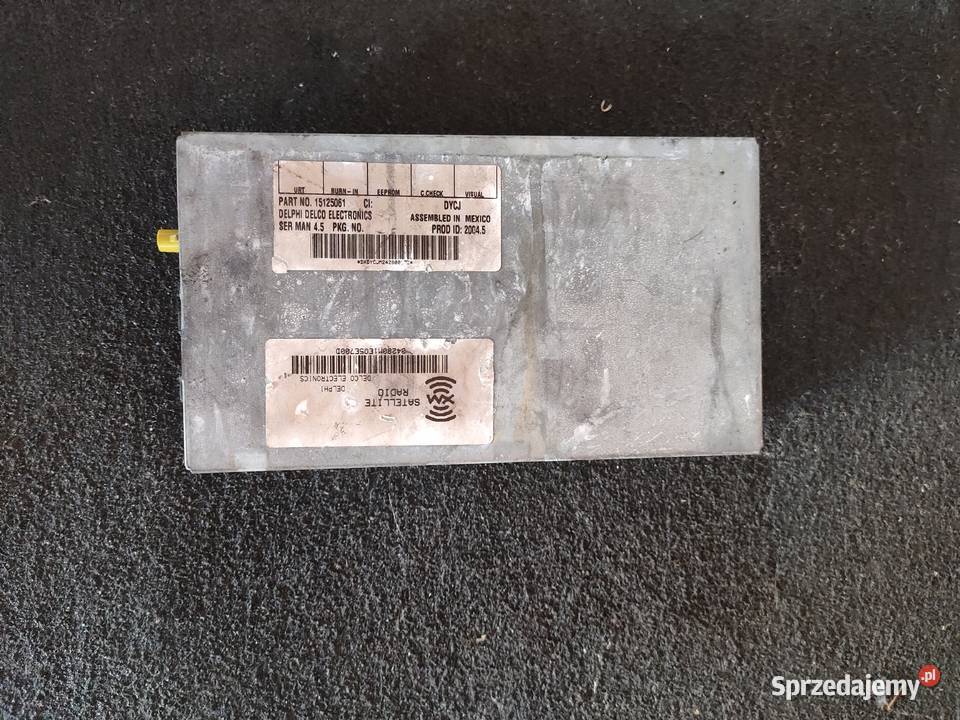 URT BURN-IN EEPROM C.CHECK VISUAL
PART NO. 15125061 CI: DYCJ
DELPHI DELCO ELECTRONICS ASSEMBLED IN MEXICO
SER MAN 4.5 PKG. NO. PROD ID: 2004.5
XM SATELLITE
RADIO
DELPHI
DELCO ELECTRONICS
Sprzedajemy.pl